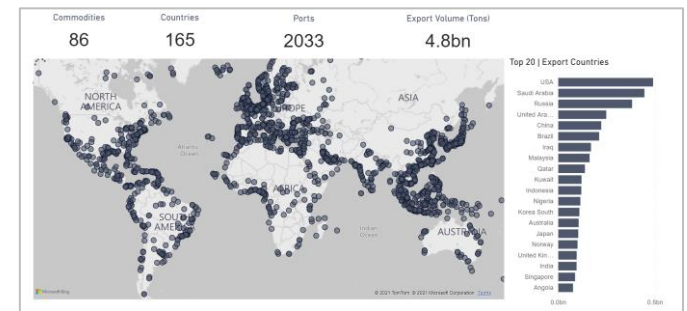 Commodities
Countries
Ports
Export Volume (Tons)
86
165
2033
4.8bn
Top 20 | Export Countries
NORTH
AMERICA
EUROPE
ASIA
Atlantic
Ocean
AFRICA
SOUTH
AMERICA
Indian
Ocean
AUSTRALIA
Microsoft Bing
© 2021 TomTom, © 2021 Microsoft Corporation Terms
USA
Saudi Arabia
Russia
United Ara...
China
Brazil
Iraq
Malaysia
Qatar
Kuwait
Indonesia
Nigeria
Korea South
Australia
Japan
Norway
United Kin...
India
Singapore
Angola
0.0bn
0.5bn